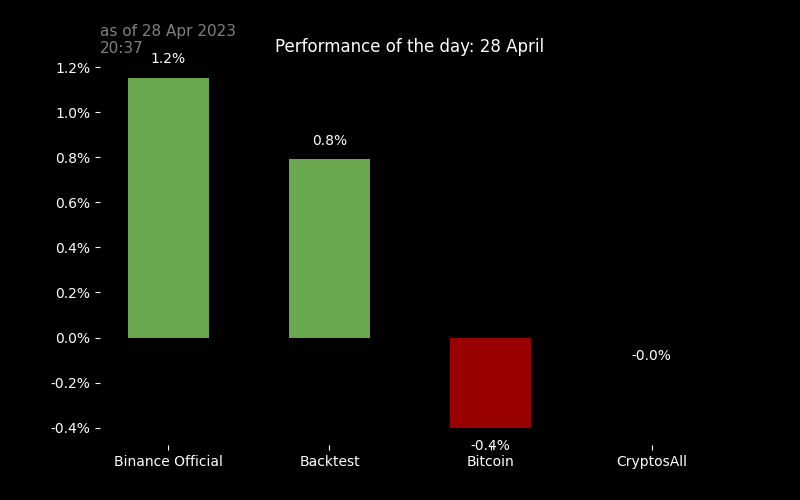 as of 28 Apr 2023
20:37
Performance of the day: 28 April
1.2%
0.8%
-0.4%
-0.0%
1.2%
1.0%
0.8%
0.6%
0.4%
0.2%
0.0%
-0.2%
-0.4%
Binance Official
Backtest
Bitcoin
CryptosAll